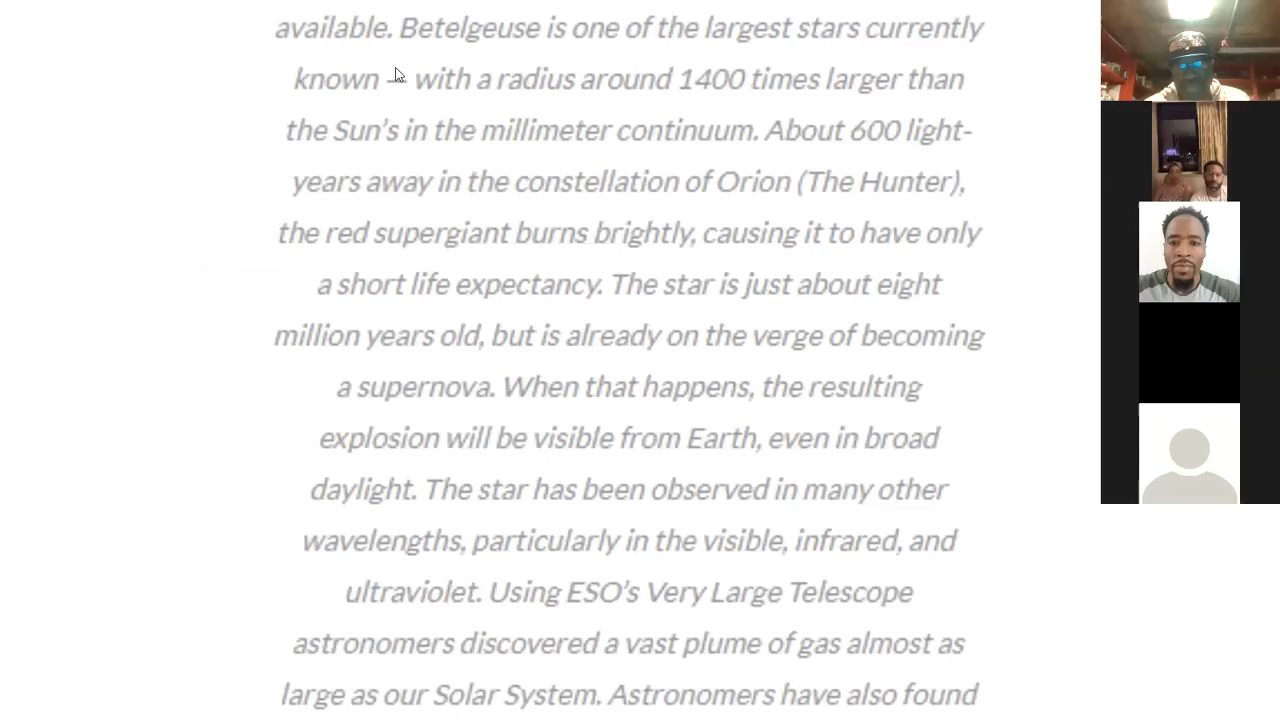 available. Betelgeuse is one of the largest stars currently
known — with a radius around 1400 times larger than
the Sun's in the millimeter continuum. About 600 light-
years away in the constellation of Orion (The Hunter),
the red supergiant burns brightly, causing it to have only
a short life expectancy. The star is just about eight
million years old, but is already on the verge of becoming
a supernova. When that happens, the resulting
explosion will be visible from Earth, even in broad
daylight. The star has been observed in many other
wavelengths, particularly in the visible, infrared, and
ultraviolet. Using ESO's Very Large Telescope
astronomers discovered a vast plume of gas almost as
large as our Solar System. Astronomers have also found